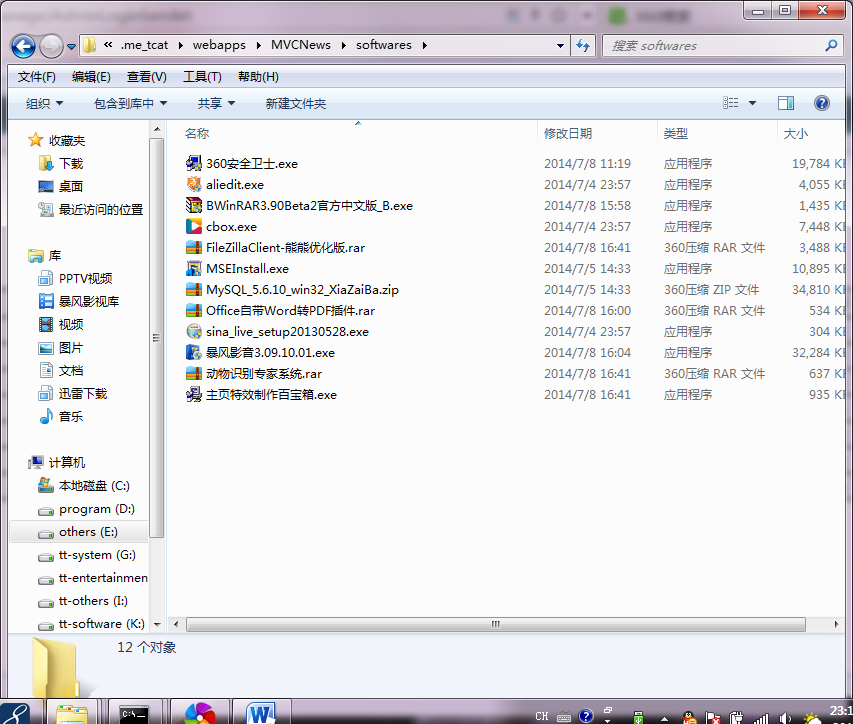 « .me_tcat ▸ webapps ▸ MVCNews ▸ softwares ▸
搜索 softwares
文件(F) 编辑(E) 查看(V) 工具(T) 帮助(H)
组织 包含到库中 共享 新建文件夹
名称 修改日期 类型 大小
收藏夹
下载
桌面
最近访问的位置
库
PPTV视频
暴风影视库
视频
图片
文档
迅雷下载
音乐
计算机
本地磁盘 (C:)
program (D:)
others (E:)
tt-system (G:)
tt-entertainmen
tt-others (I:)
tt-software (K:)
360安全卫士.exe 2014/7/8 11:19 应用程序 19,784 KB
aliedit.exe 2014/7/4 23:57 应用程序 4,055 KB
BWinRAR3.90Beta2官方中文版_B.exe 2014/7/8 15:58 应用程序 1,435 KB
cbox.exe 2014/7/4 23:57 应用程序 7,448 KB
FileZillaClient-熊熊优化版.rar 2014/7/8 16:41 360压缩 RAR 文件 3,488 KB
MSEInstall.exe 2014/7/5 14:33 应用程序 10,895 KB
MySQL_5.6.10_win32_XiaZaiBa.zip 2014/7/5 14:33 360压缩 ZIP 文件 34,810 KB
Office自带Word转PDF插件.rar 2014/7/8 16:00 360压缩 RAR 文件 534 KB
sina_live_setup20130528.exe 2014/7/4 23:57 应用程序 304 KB
暴风影音3.09.10.01.exe 2014/7/8 16:04 应用程序 32,284 KB
动物识别专家系统.rar 2014/7/8 16:41 360压缩 RAR 文件 637 KB
主页特效制作百宝箱.exe 2014/7/8 16:41 应用程序 935 KB
12 个对象
C:\
W
CH
23:1